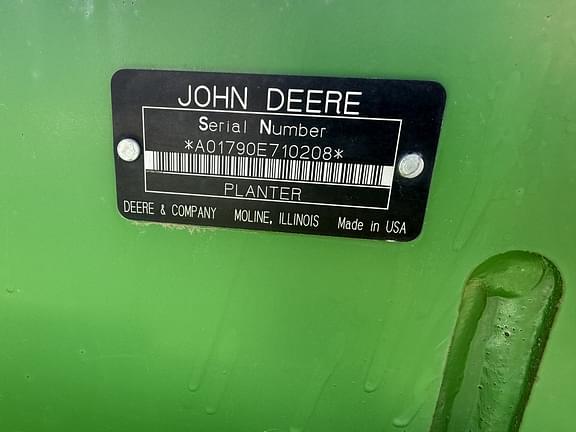 JOHN DEERE
Serial Number
*A01790E710208*
PLANTER
DEERE & COMPANY MOLINE, ILLINOIS Made in USA